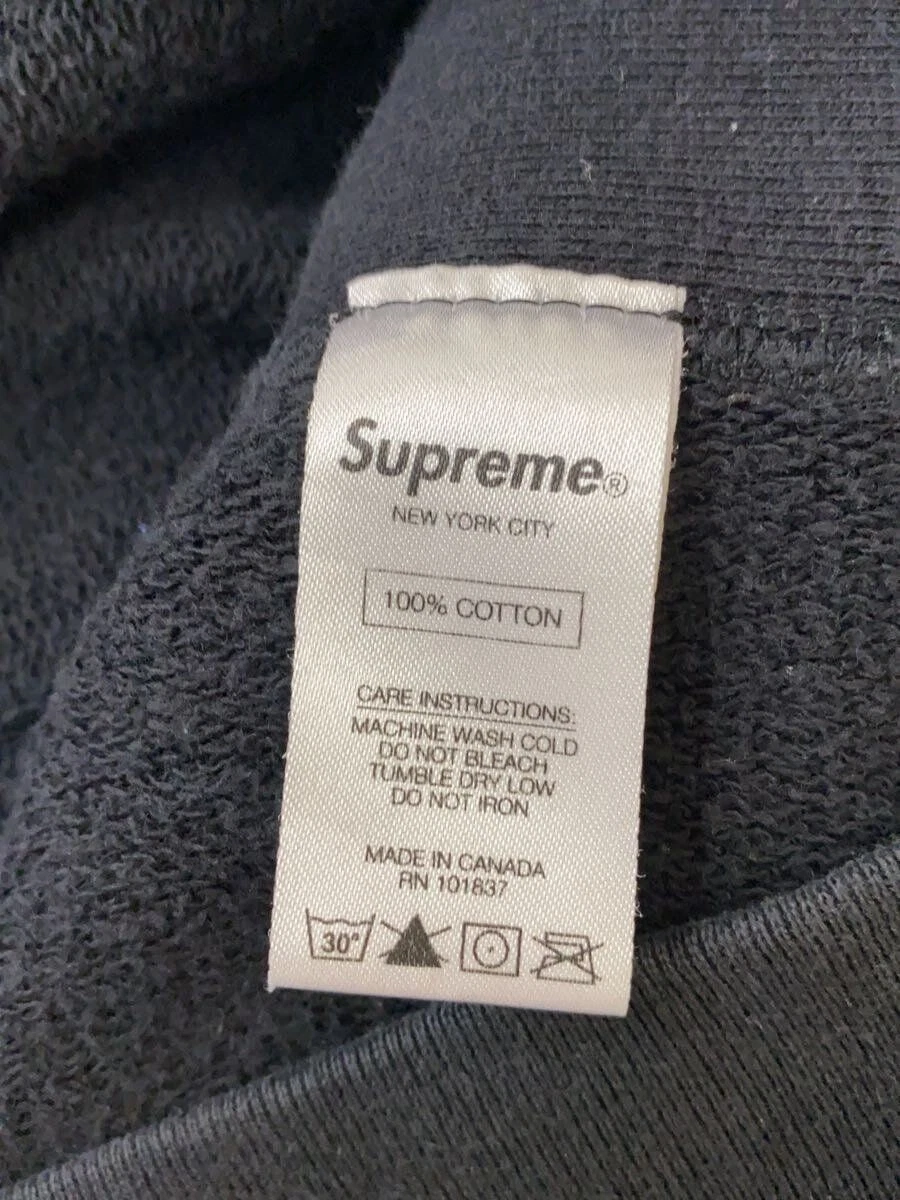 Supreme®
NEW YORK CITY
100% COTTON
CARE INSTRUCTIONS:
MACHINE WASH COLD
DO NOT BLEACH
TUMBLE DRY LOW
DO NOT IRON
MADE IN CANADA
RN 101837
30°